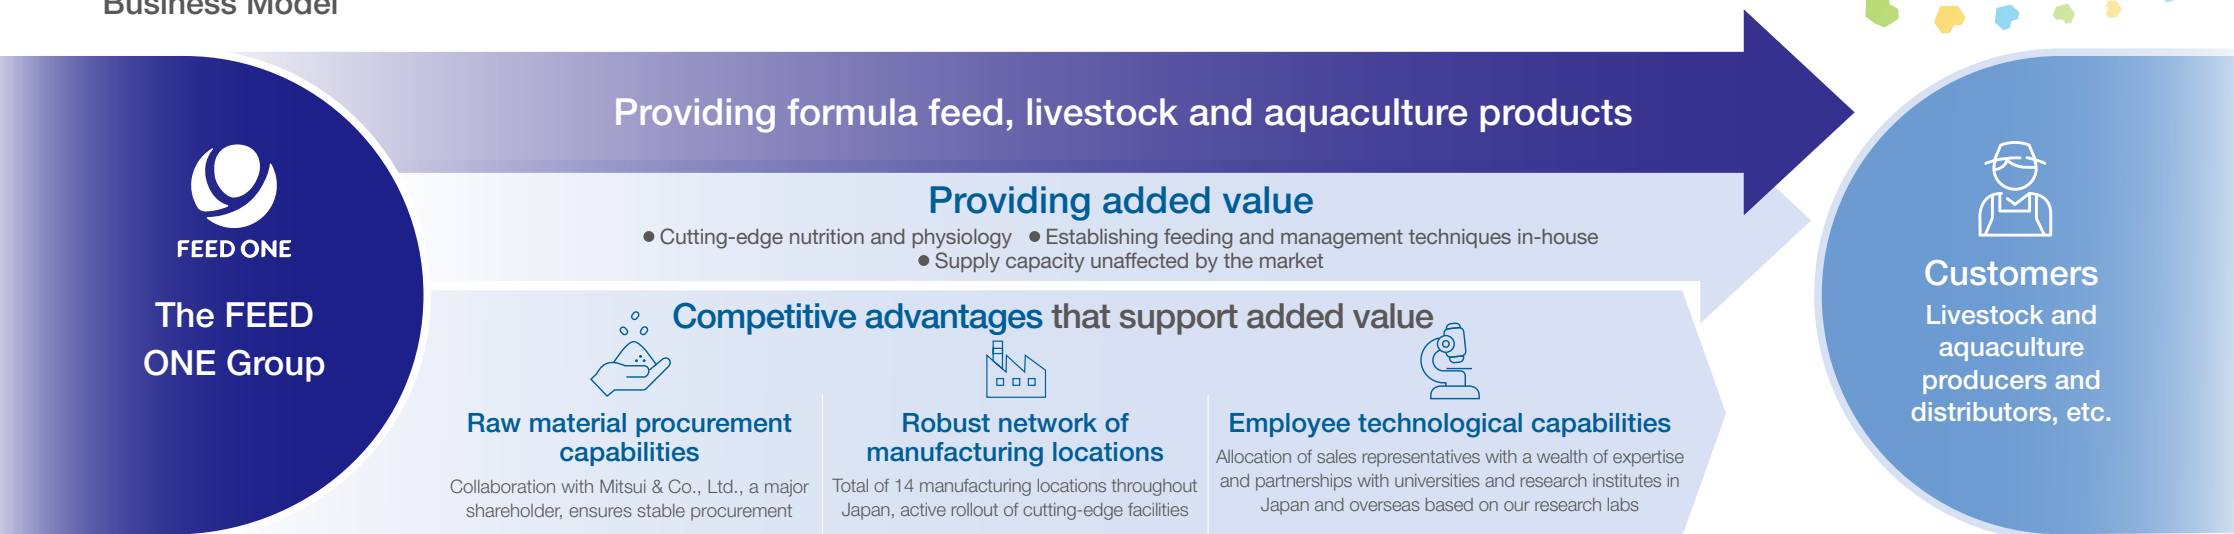 Business Model
Providing formula feed, livestock and aquaculture products
FEED ONE
The FEED
ONE Group
Providing added value
● Cutting-edge nutrition and physiology ● Establishing feeding and management techniques in-house
● Supply capacity unaffected by the market
Competitive advantages that support added value
Raw material procurement
capabilities
Collaboration with Mitsui & Co., Ltd., a major
shareholder, ensures stable procurement
Robust network of
manufacturing locations
Total of 14 manufacturing locations throughout
Japan, active rollout of cutting-edge facilities
Employee technological capabilities
Allocation of sales representatives with a wealth of expertise
and partnerships with universities and research institutes in
Japan and overseas based on our research labs
Customers
Livestock and
aquaculture
producers and
distributors, etc.